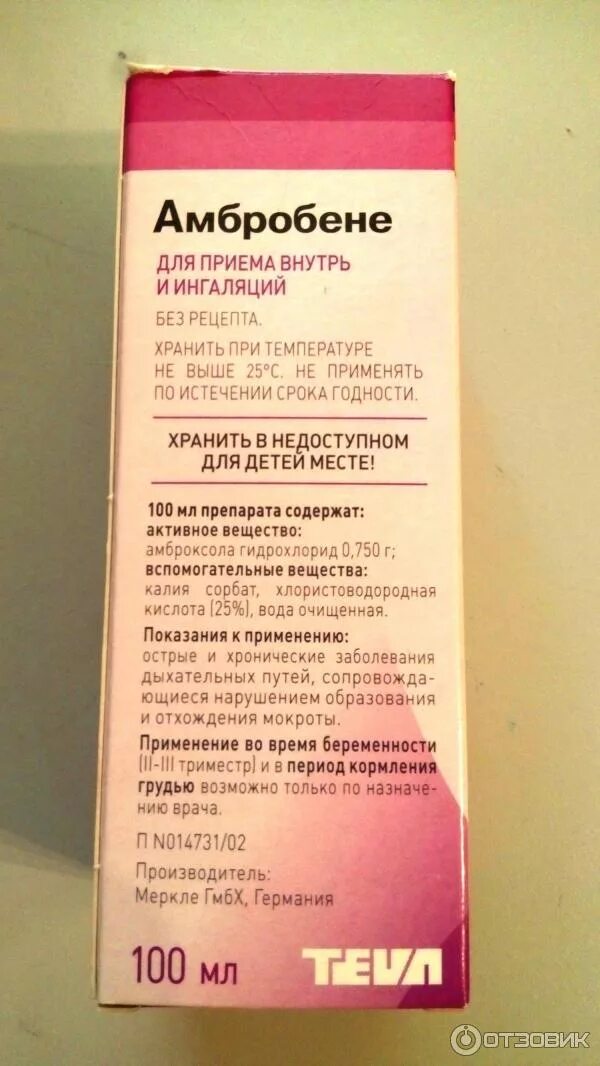 Амбробене
ДЛЯ ПРИЕМА ВНУТРЬ
И ИНГАЛЯЦИЙ
БЕЗ РЕЦЕПТА.
ХРАНИТЬ ПРИ ТЕМПЕРАТУРЕ
НЕ ВЫШЕ 25°С. НЕ ПРИМЕНЯТЬ
ПО ИСТЕЧЕНИИ СРОКА ГОДНОСТИ.
ХРАНИТЬ В НЕДОСТУПНОМ
ДЛЯ ДЕТЕЙ МЕСТЕ!
100 мл препарата содержат:
активное вещество:
амброксола гидрохлорид 0,750 г;
вспомогательные вещества:
калия сорбат, хлористоводородная
кислота (25%), вода очищенная.
Показания к применению:
острые и хронические заболевания
дыхательных путей, сопровожда-
ющиеся нарушением образования
и отхождения мокроты.
Применение во время беременности
(II-III триместр) и в период кормления
грудью возможно только по назначе-
нию врача.
П N014731/02
Производитель:
Меркле ГмбХ, Германия
100 мл TEVA
ОТЗОВИК